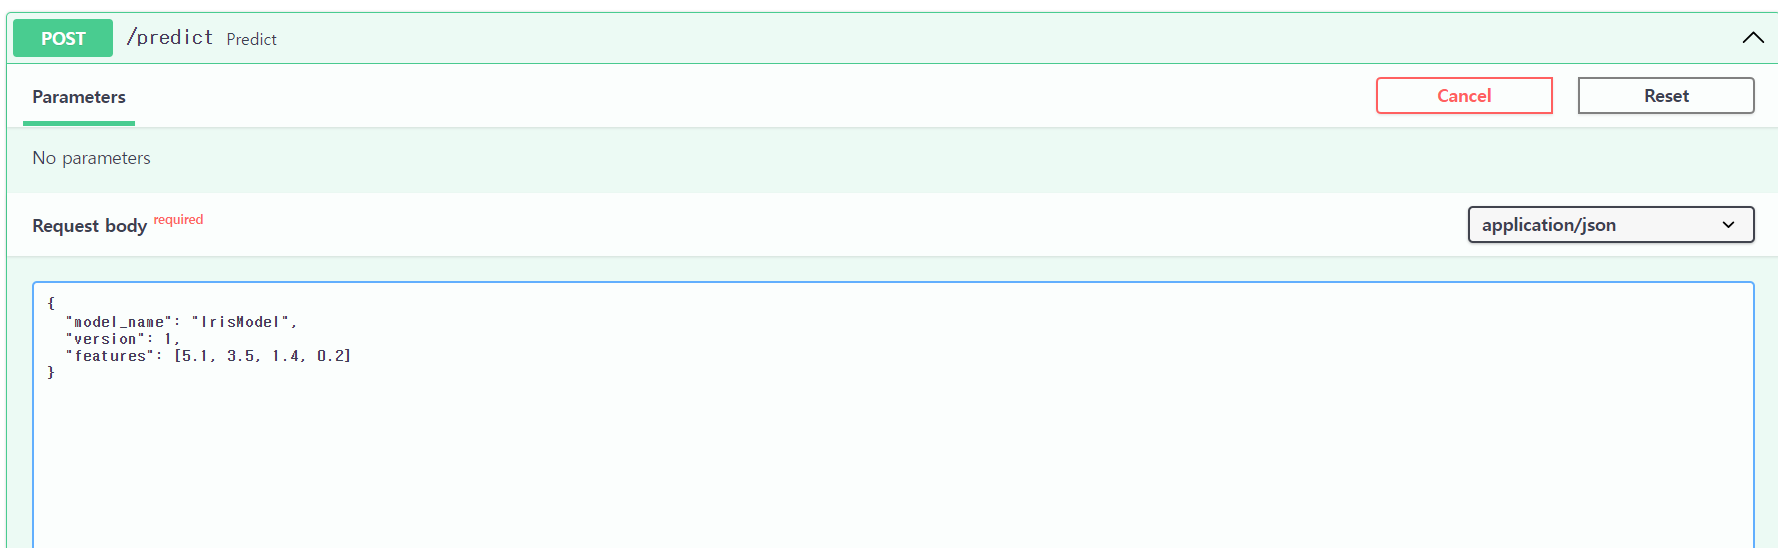 POST /predict Predict
Parameters
Cancel
Reset
No parameters
Request body required
application/json
{
  "model_name": "IrisModel",
  "version": 1,
  "features": [5.1, 3.5, 1.4, 0.2]
}